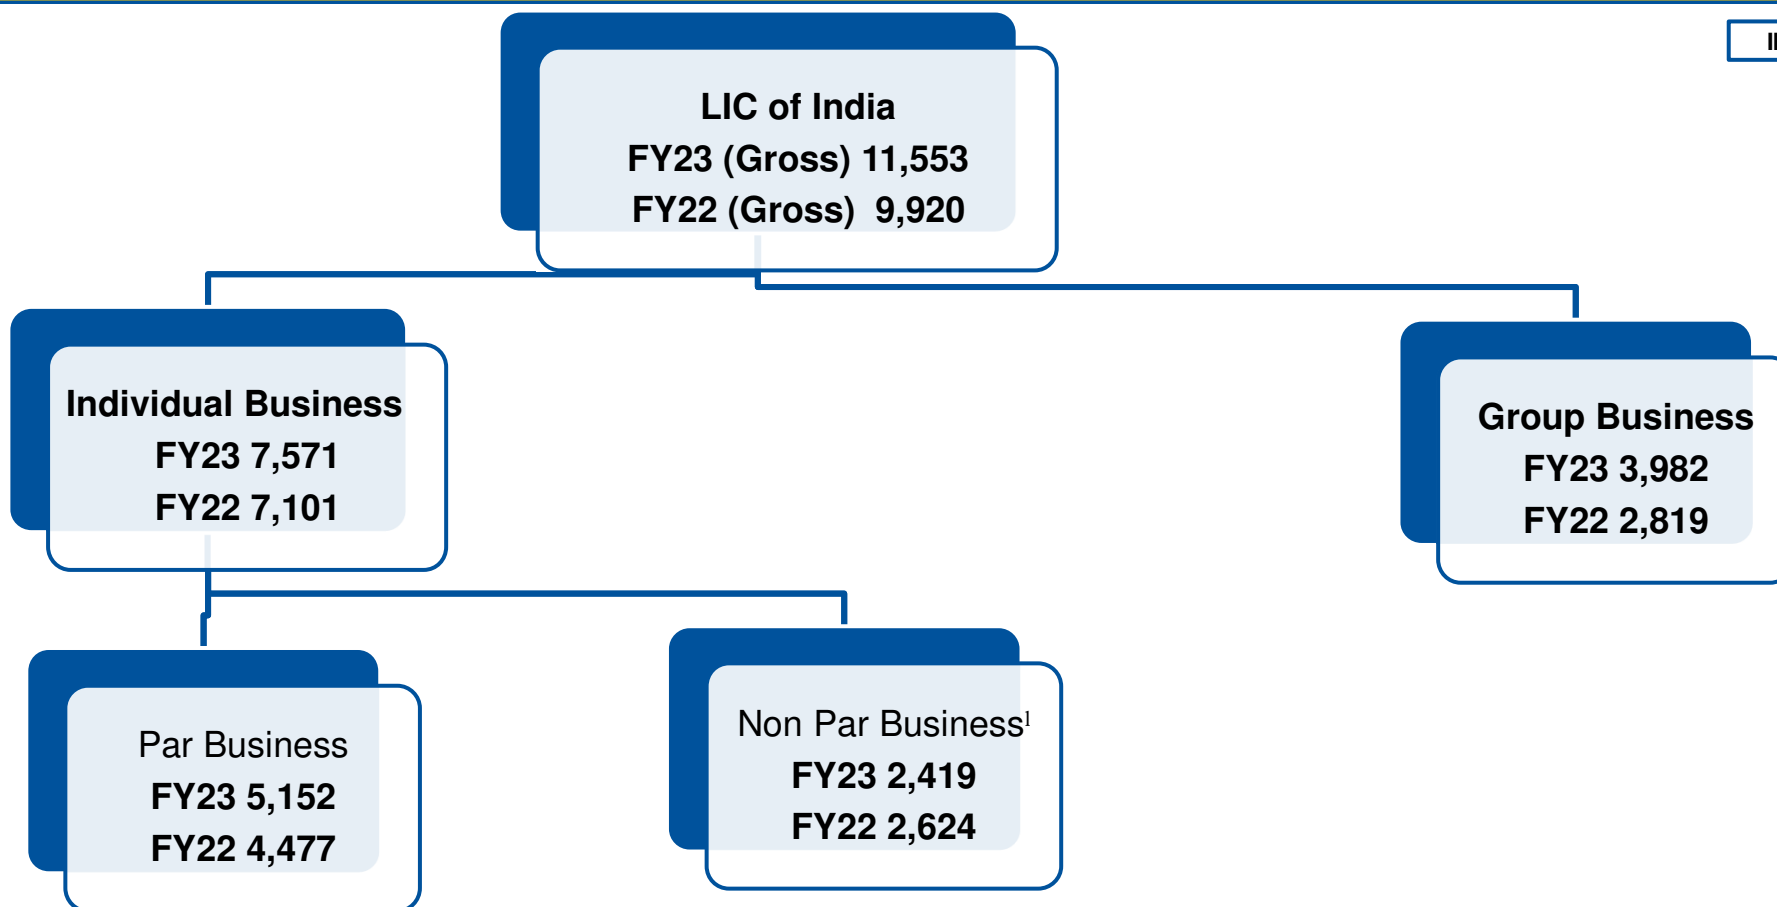 LIC of India
FY23 (Gross) 11,553
FY22 (Gross) 9,920
Individual Business
FY23 7,571
FY22 7,101
Group Business
FY23 3,982
FY22 2,819
Par Business
FY23 5,152
FY22 4,477
Non Par Business¹
FY23 2,419
FY22 2,624